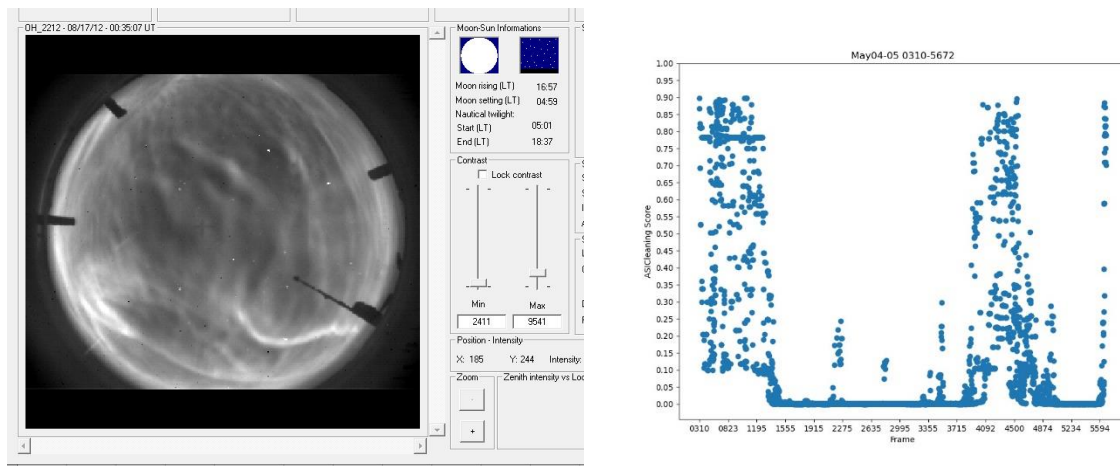 OH_2212 - 08/17/12 - 00:35:07 UT
Moon-Sun Informations
Moon rising (LT) 16:57
Moon setting (LT) 04:59
Nautical twilight:
Start (LT) 05:01
End (LT) 18:37
Contrast
Lock contrast
Min Max
2411 9541
Position - Intensity
X: 185 Y: 244 Intensity:
Zoom
Zenith intensity vs Loc
-
+
May04-05 0310-5672
ASICleaning Score
1.00
0.95
0.90
0.85
0.80
0.75
0.70
0.65
0.60
0.55
0.50
0.45
0.40
0.35
0.30
0.25
0.20
0.15
0.10
0.05
0.00
0310 0823 1195 1555 1915 2275 2635 2995 3355 3715 4092 4500 4874 5234 5594
Frame